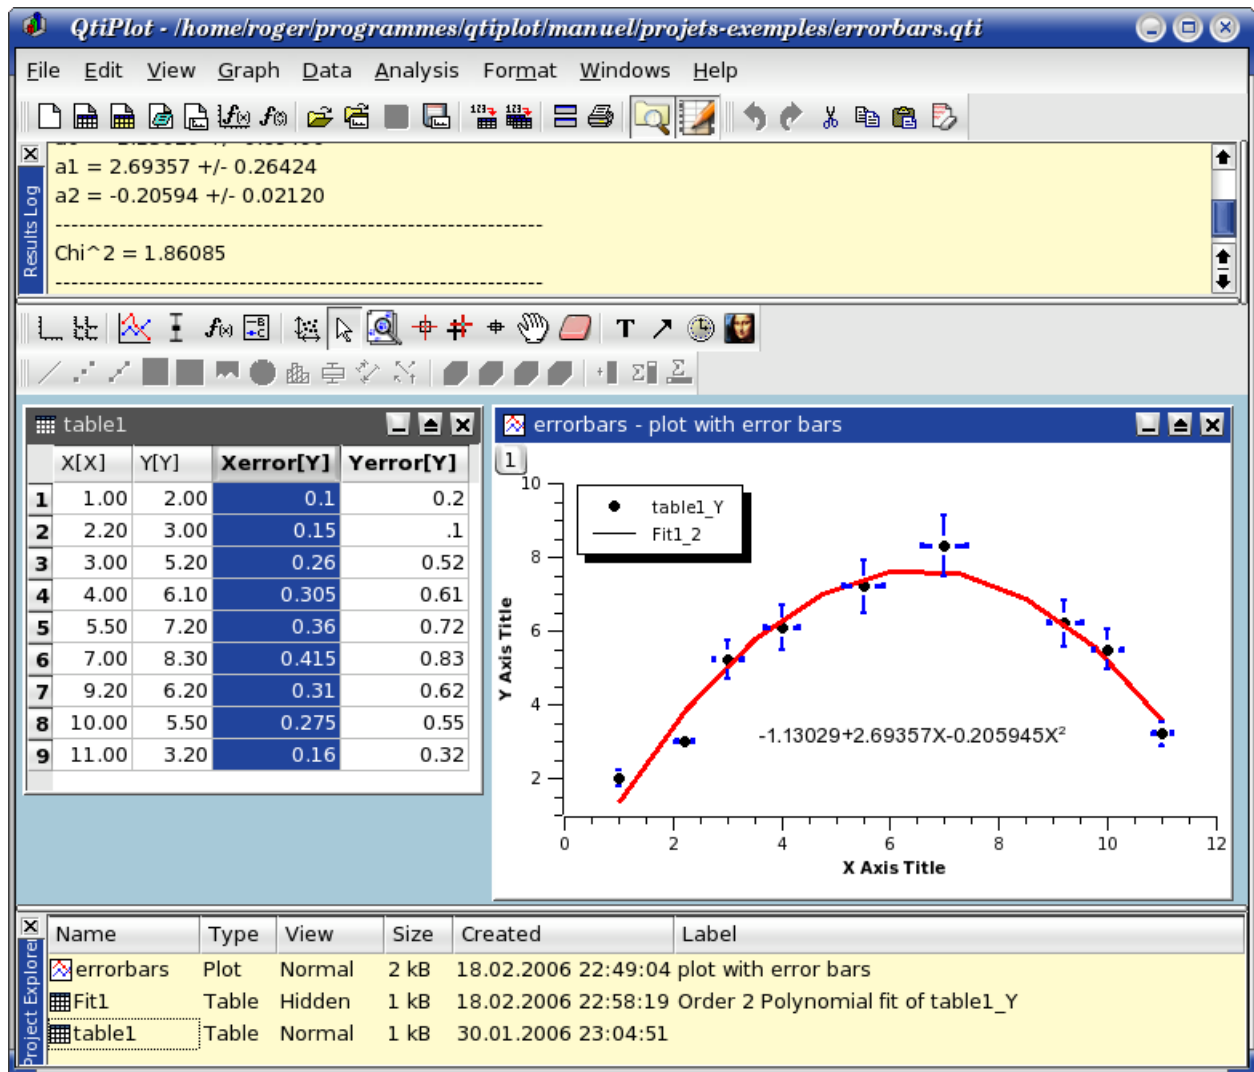 QtiPlot - /home/roger/programmes/qtiplot/manuel/projets-exemples/errorbars.qti
File Edit View Graph Data Analysis Format Windows Help
Results Log
a1 = 2.69357 +/- 0.26424
a2 = -0.20594 +/- 0.02120
---------------------------------------------------------------
Chi^2 = 1.86085
---------------------------------------------------------------
table1
X[X] Y[Y] Xerror[Y] Yerror[Y]
1 1.00 2.00 0.1 0.2
2 2.20 3.00 0.15 .1
3 3.00 5.20 0.26 0.52
4 4.00 6.10 0.305 0.61
5 5.50 7.20 0.36 0.72
6 7.00 8.30 0.415 0.83
7 9.20 6.20 0.31 0.62
8 10.00 5.50 0.275 0.55
9 11.00 3.20 0.16 0.32
errorbars - plot with error bars
1
table1_Y
Fit1_2
10
8
6
4
2
Y Axis Title
-1.13029+2.69357X-0.205945X²
0 2 4 6 8 10 12
X Axis Title
Project Explorer
Name Type View Size Created Label
errorbars Plot Normal 2 kB 18.02.2006 22:49:04 plot with error bars
Fit1 Table Hidden 1 kB 18.02.2006 22:58:19 Order 2 Polynomial fit of table1_Y
table1 Table Normal 1 kB 30.01.2006 23:04:51